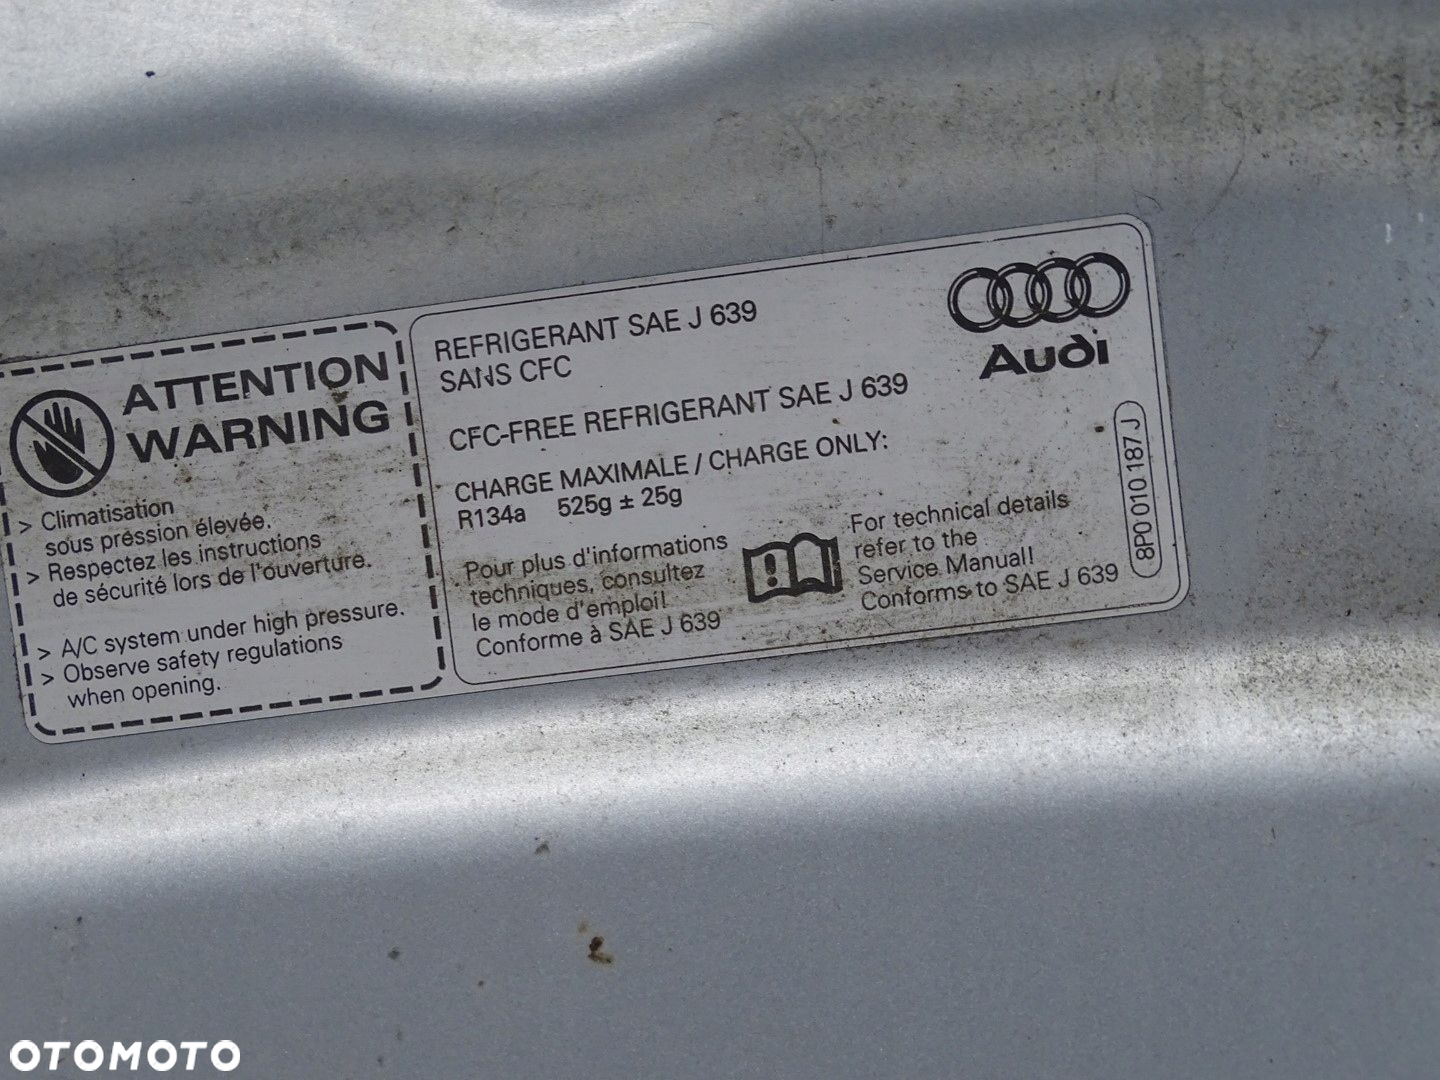 ATTENTION
WARNING
> Climatisation
sous pression élevée.
> Respectez les instructions
de sécurité lors de l'ouverture.
> A/C system under high pressure.
> Observe safety regulations
when opening.
REFRIGERANT SAE J 639
SANS CFC
CFC-FREE REFRIGERANT SAE J 639
CHARGE MAXIMALE / CHARGE ONLY:
R134a 525g ± 25g
Pour plus d'informations
techniques, consultez
le mode d'emploi!
Conforme à SAE J 639
For technical details
refer to the
Service Manual!
Conforms to SAE J 639
Audi
8P0 010 187 J
OTOMOTO